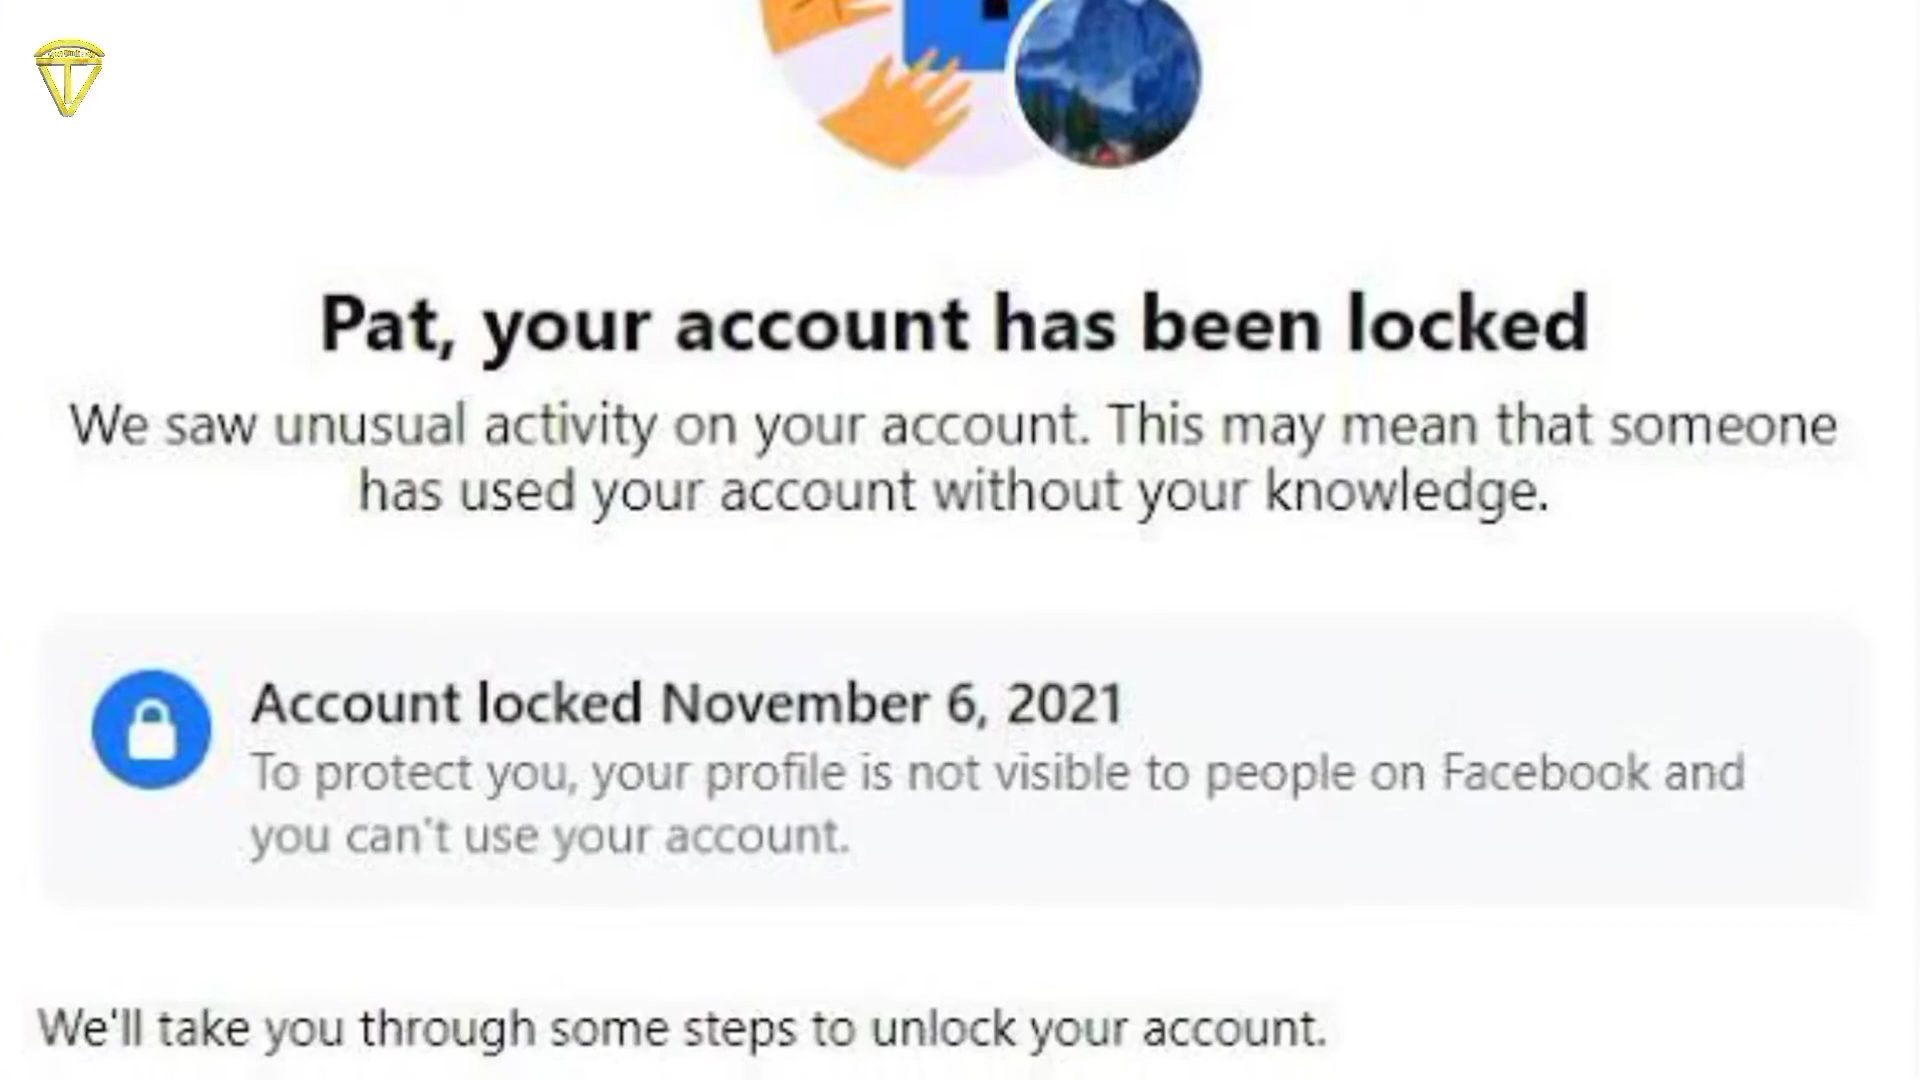 Pat, your account has been locked
We saw unusual activity on your account. This may mean that someone
has used your account without your knowledge.
Account locked November 6, 2021
To protect you, your profile is not visible to people on Facebook and
you can't use your account.
We'll take you through some steps to unlock your account.